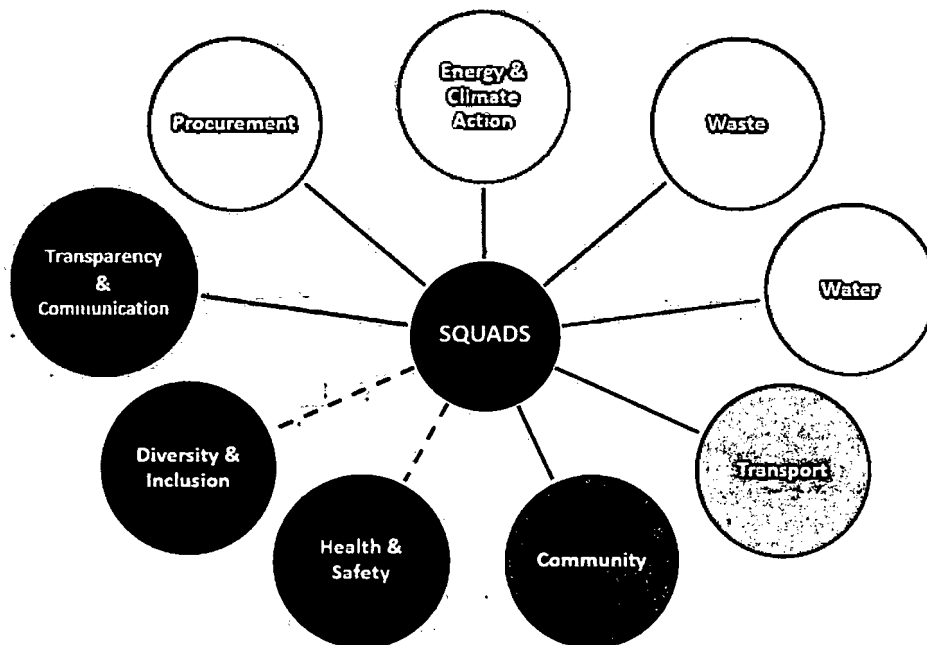 Energy &
Climate
Action
Procurement
Waste
Transparency
&
Communication
Water
SQUADS
Diversity &
Inclusion
Transport
Health &
Safety
Community